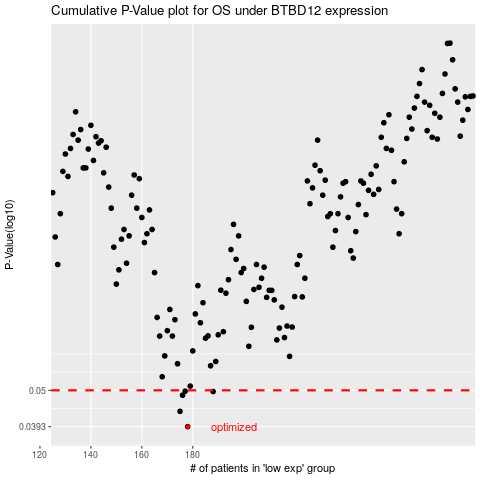 Cumulative P-Value plot for OS under BTBD12 expression
P-Value(log10)
0.05
0.0393
optimized
120 140 160 180
# of patients in 'low exp' group